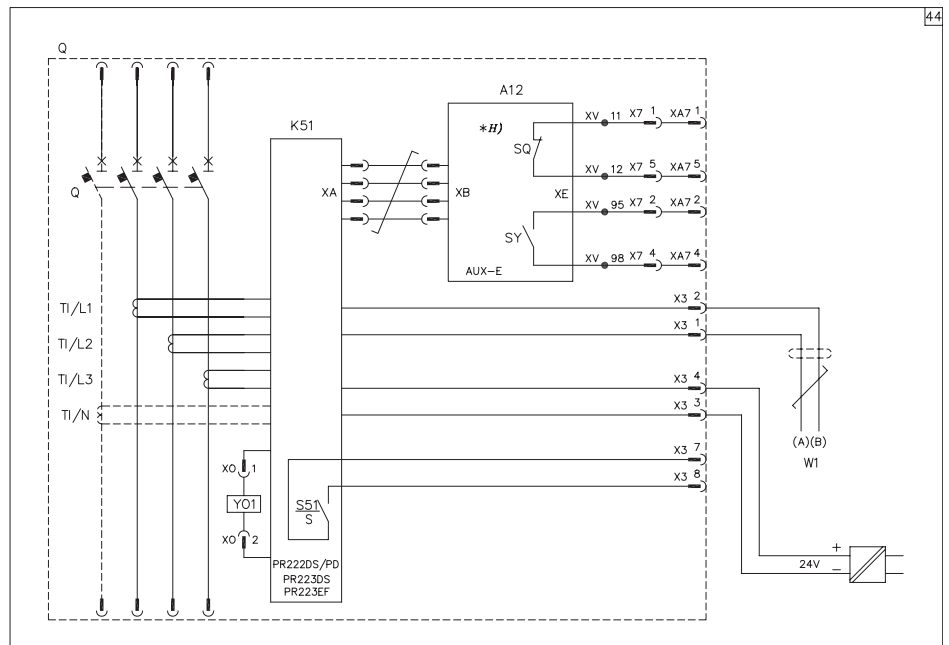 44
Q
A12
K51
*H)
SQ
XV 11 X7 1 XA7 1
XV 12 X7 5 XA7 5
XA
XB
XE
Q
XV 95 X7 2 XA7 2
SY
XV 98 X7 4 XA7 4
AUX-E
TI/L1
X3 2
X3 1
TI/L2
TI/L3
X3 4
TI/N
X3 3
(A)(B)
W1
X3 7
X0 1
X3 8
Y01
S51
S
X0 2
+
24V
-
PR222DS/PD
PR223DS
PR223EF